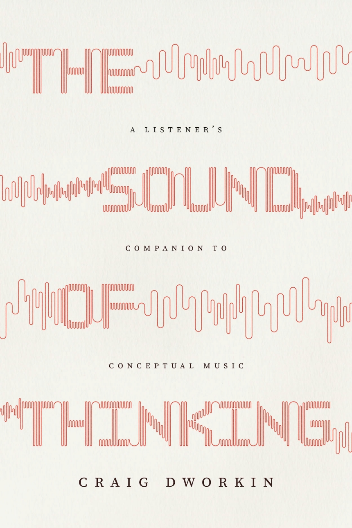 THE
A LISTENER'S
SOUND
COMPANION TO
OF
CONCEPTUAL MUSIC
THINKING
CRAIG DWORKIN